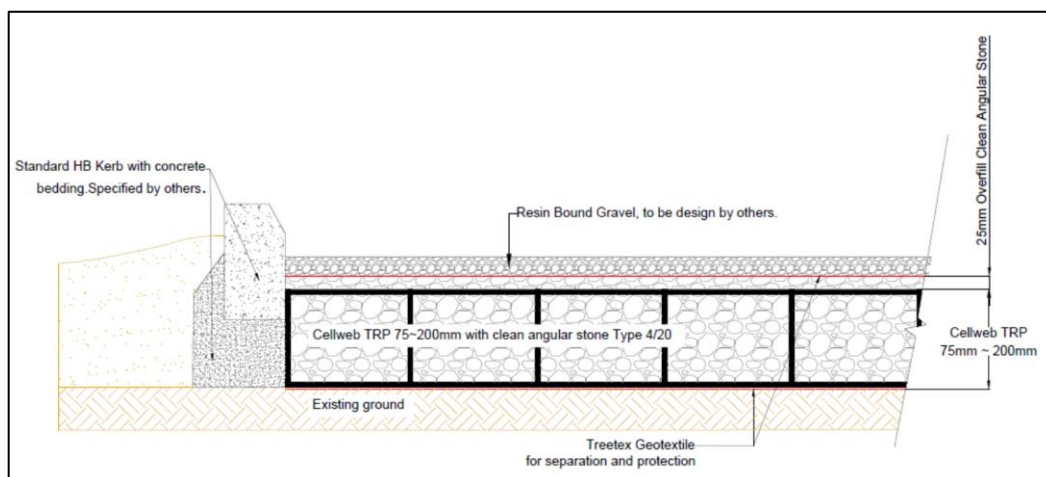 Standard HB Kerb with concrete
bedding.Specified by others.
Resin Bound Gravel, to be design by others.
25mm Overfill Clean Angular Stone
Cellweb TRP 75~200mm with clean angular stone Type 4/20
Cellweb TRP
75mm ~ 200mm
Existing ground
Treetex Geotextile
for separation and protection